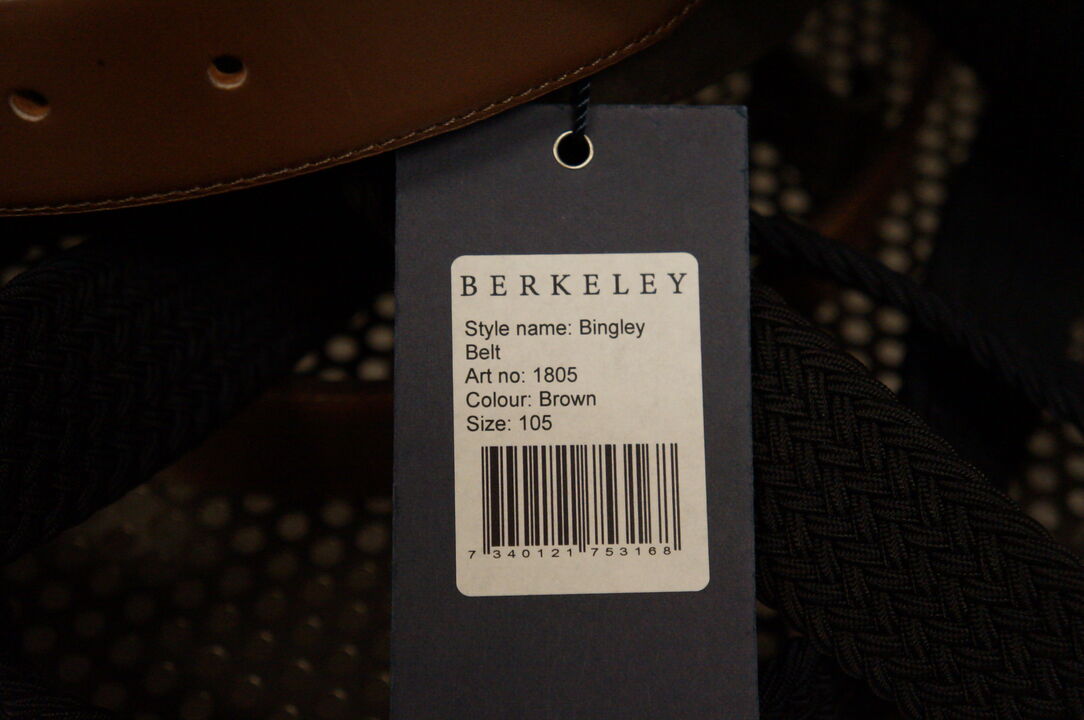 BERKELEY
Style name: Bingley
Belt
Art no: 1805
Colour: Brown
Size: 105
7 340121 753168